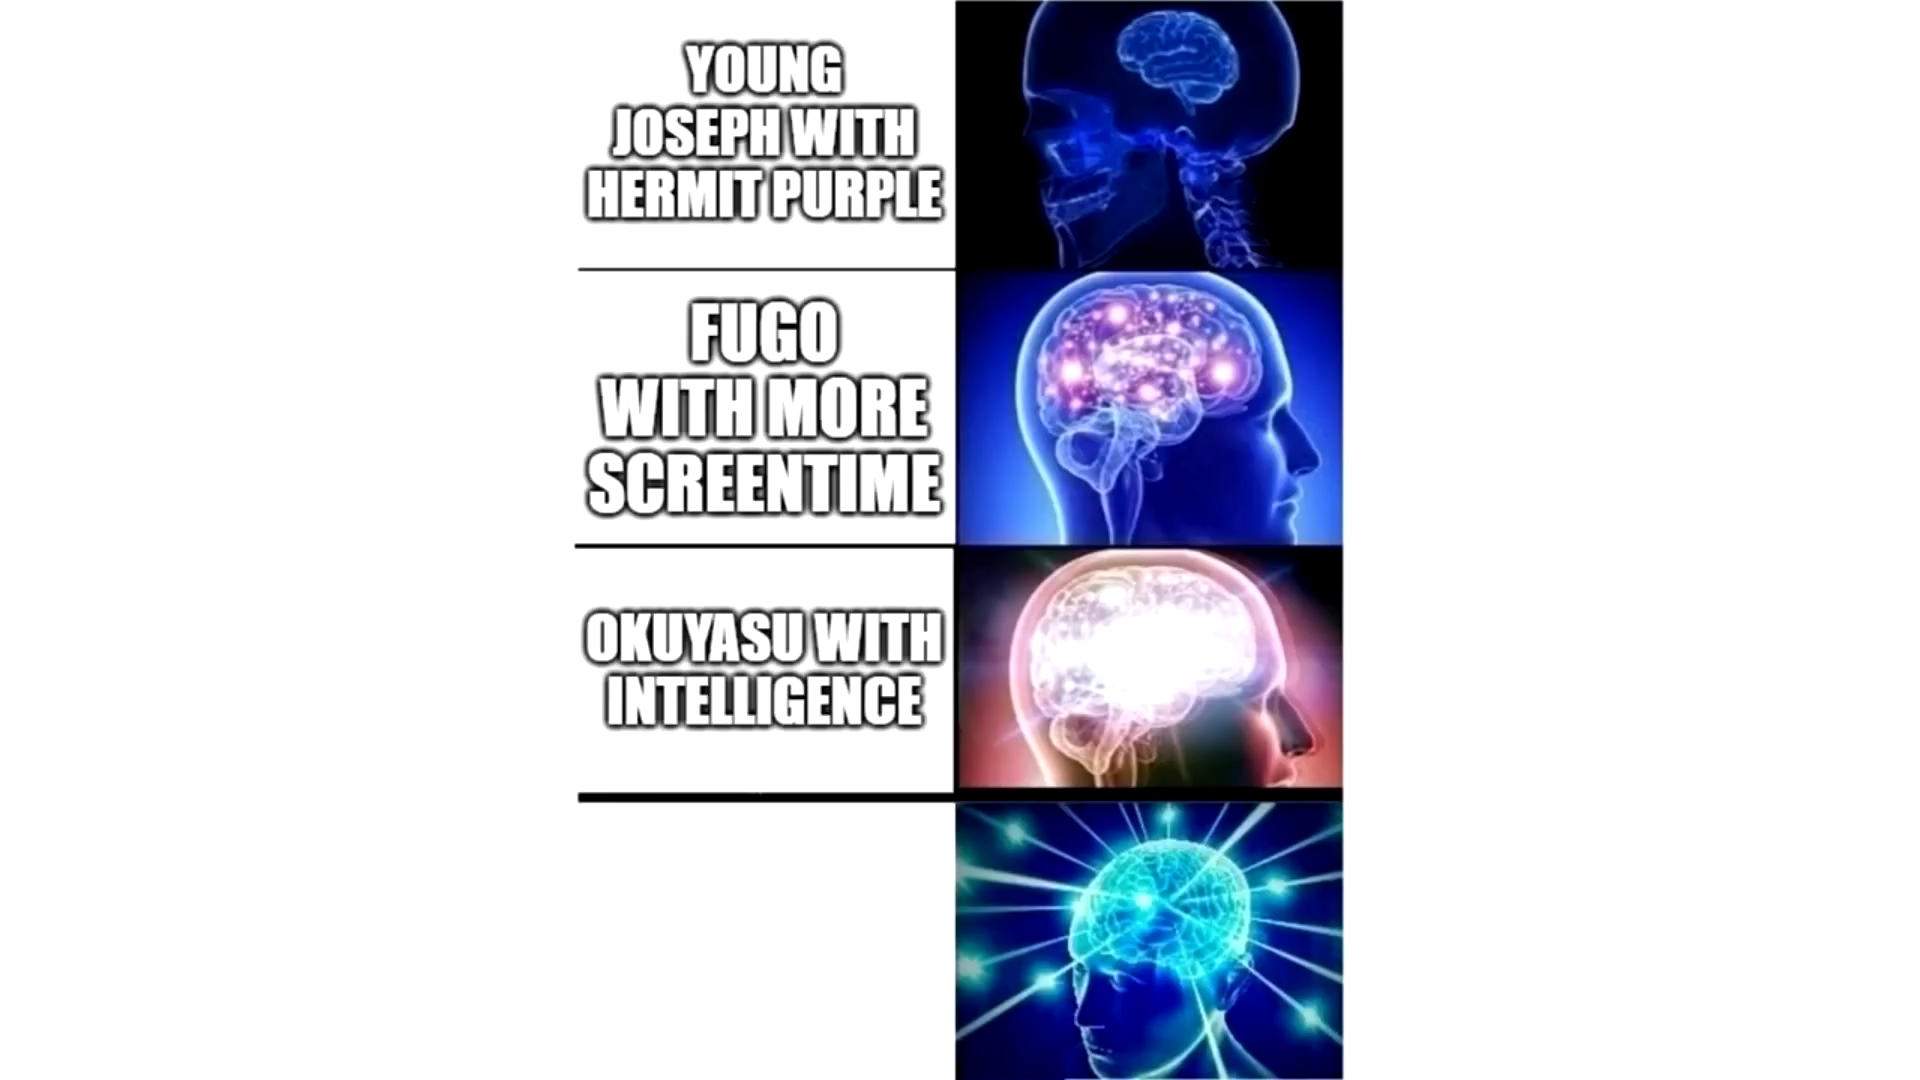 YOUNG
JOSEPH WITH
HERMIT PURPLE
FUGO
WITH MORE
SCREENTIME
OKUYASU WITH
INTELLIGENCE